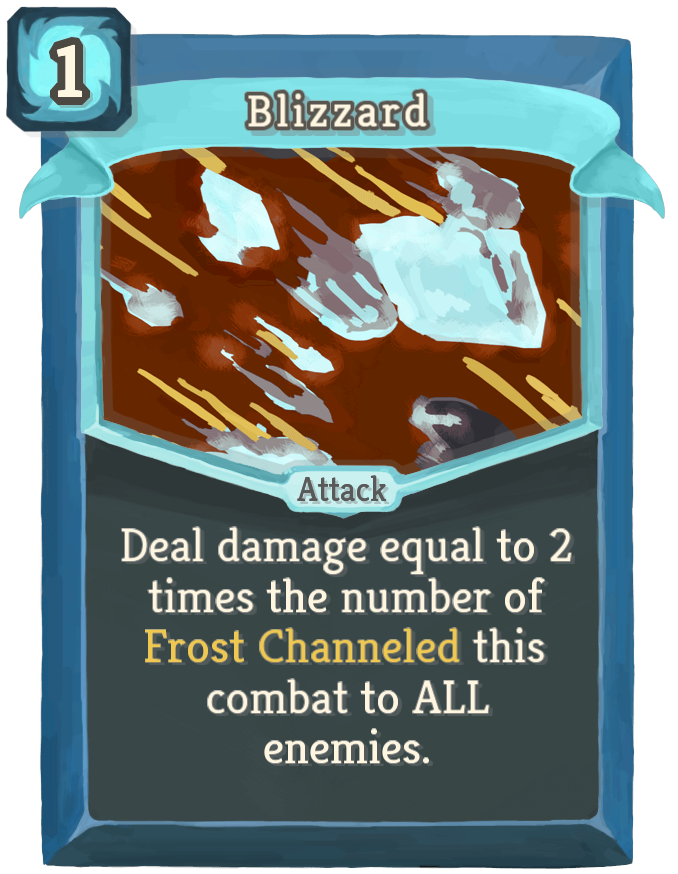 1
Blizzard
Attack
Deal damage equal to 2
times the number of
Frost Channeled this
combat to ALL
enemies.